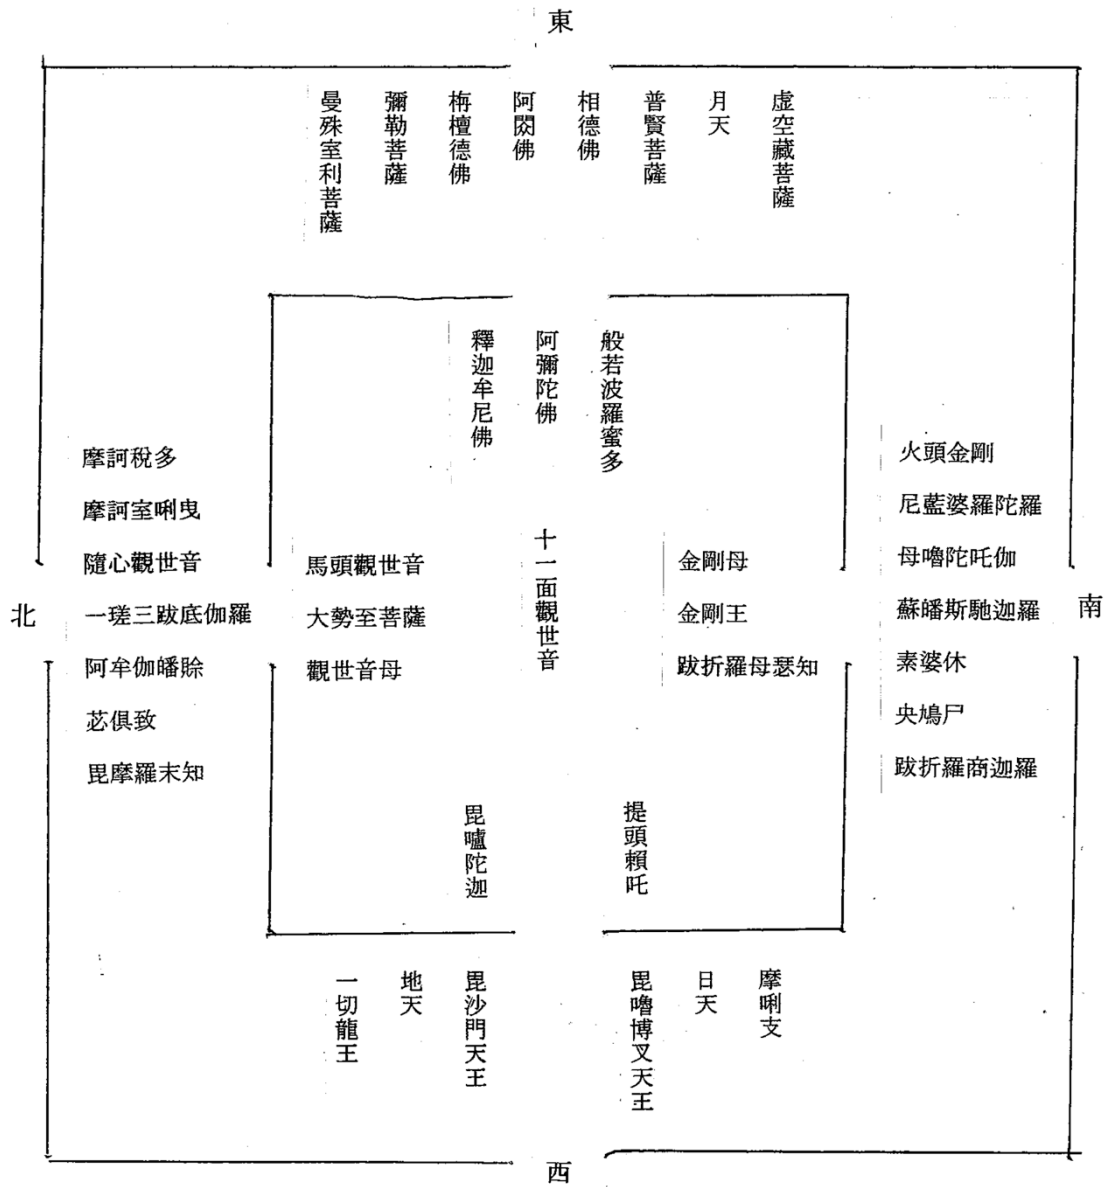 東
虛空藏菩薩
月天
普賢菩薩
相德佛
阿閦佛
栴檀德佛
彌勒菩薩
曼殊室利菩薩
般若波羅蜜多
阿彌陀佛
釋迦牟尼佛
火頭金剛
尼藍婆羅陀羅
母嚕陀吒伽
蘇皤斯馳迦羅
素婆休
央鳩尸
跋折羅商迦羅
南
金剛母
金剛王
跋折羅母瑟知
十一面觀世音
馬頭觀世音
大勢至菩薩
觀世音母
摩訶稅多
摩訶室唎曳
隨心觀世音
一瑳三跋底伽羅
阿牟伽皤賒
苾俱致
毘摩羅末知
北
提頭賴吒
毘嚧陀迦
摩唎支
日天
毘嚕博叉天王
毘沙門天王
地天
一切龍王
西